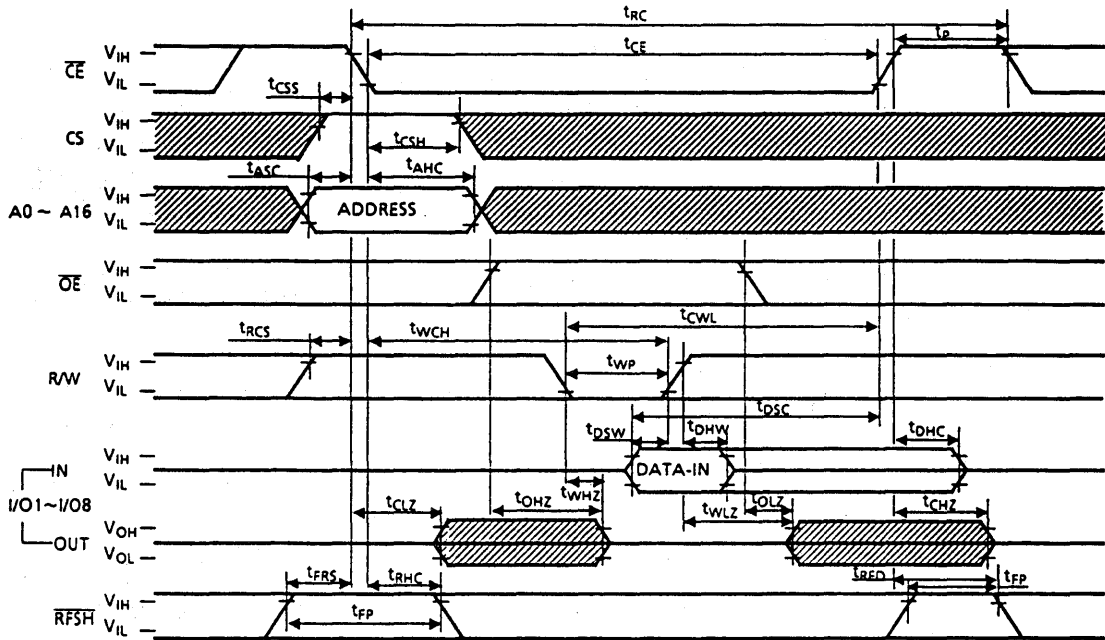 tRC
tP
tCE
CE VIH
VIL
tCSS
CS VIH
VIL
tCSH
tASC
tAHC
A0 ~ A16 VIH
VIL
ADDRESS
OE VIH
VIL
tCWL
tRCS
tWCH
R/W VIH
VIL
tWP
tDSC
tDSW
tDHW
tDHC
IN VIH
VIL
DATA-IN
I/O1~I/O8
tWHZ
tOHZ
tCLZ
tOLZ
tWLZ
tCHZ
OUT VOH
VOL
tFRS
tRHC
tRFD
tFP
RFSH VIH
VIL
tFP